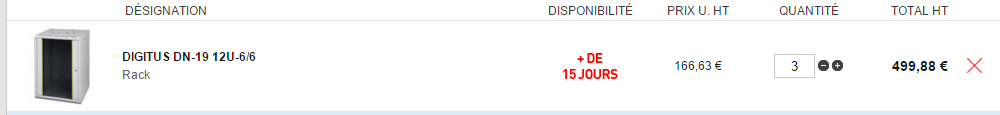 DÉSIGNATION DISPONIBILITÉ PRIX U. HT QUANTITÉ TOTAL HT
DIGITUS DN-19 12U-6/6
Rack
+ DE
15 JOURS
166,63 €
3
499,88 €